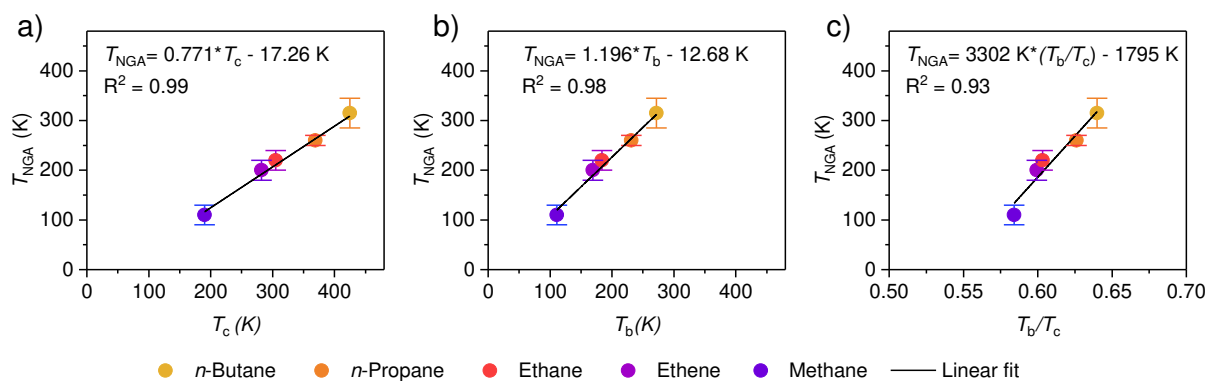 a)
T_NGA= 0.771*T_c - 17.26 K
R² = 0.99
T_NGA (K)
400
300
200
100
0
0 100 200 300 400
T_c (K)
b)
T_NGA= 1.196*T_b - 12.68 K
R² = 0.98
T_NGA (K)
400
300
200
100
0
0 100 200 300 400
T_b(K)
c)
T_NGA= 3302 K*(T_b/T_c) - 1795 K
R² = 0.93
T_NGA (K)
400
300
200
100
0
0.50 0.55 0.60 0.65 0.70
T_b/T_c
n-Butane n-Propane Ethane Ethene Methane Linear fit